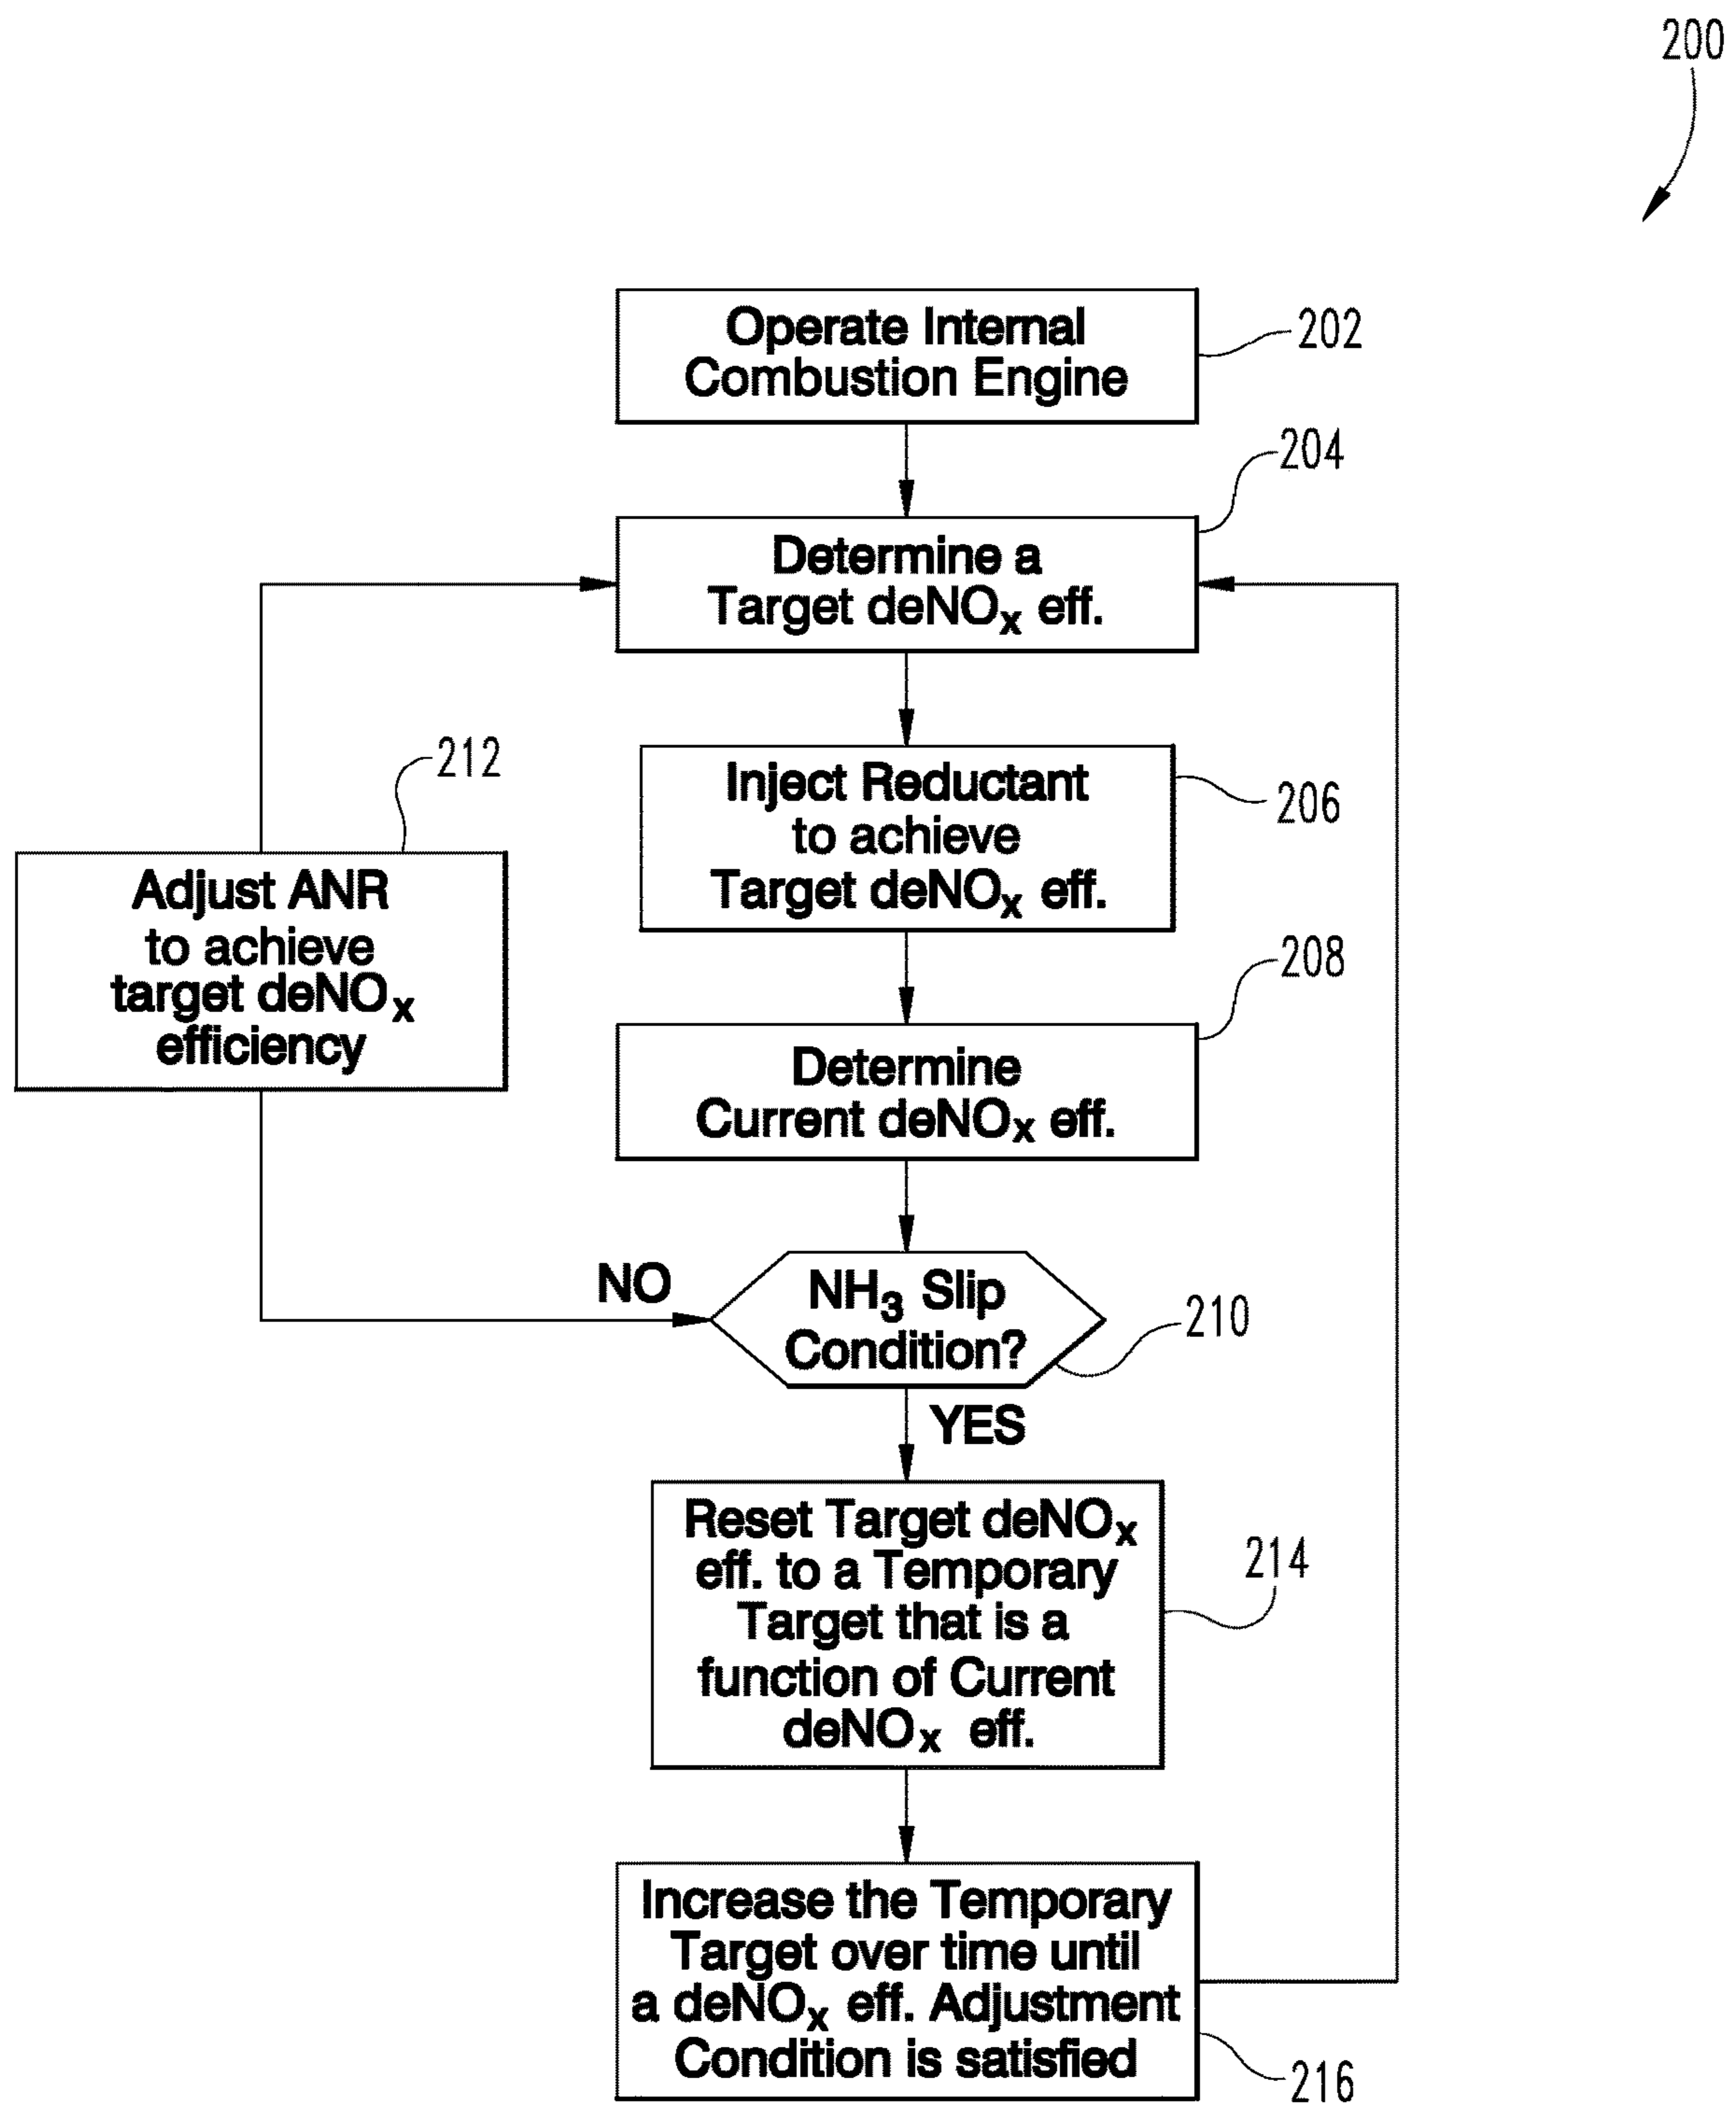 200
Operate Internal
Combustion Engine
202
204
Determine a
Target deNOx eff.
212
Inject Reductant
to achieve
Target deNOx eff.
206
Adjust ANR
to achieve
target deNOx
efficiency
208
Determine
Current deNOx eff.
NO
NH3 Slip
Condition?
210
YES
Reset Target deNOx
eff. to a Temporary
Target that is a
function of Current
deNOx eff.
214
Increase the Temporary
Target over time until
a deNOx eff. Adjustment
Condition is satisfied
216